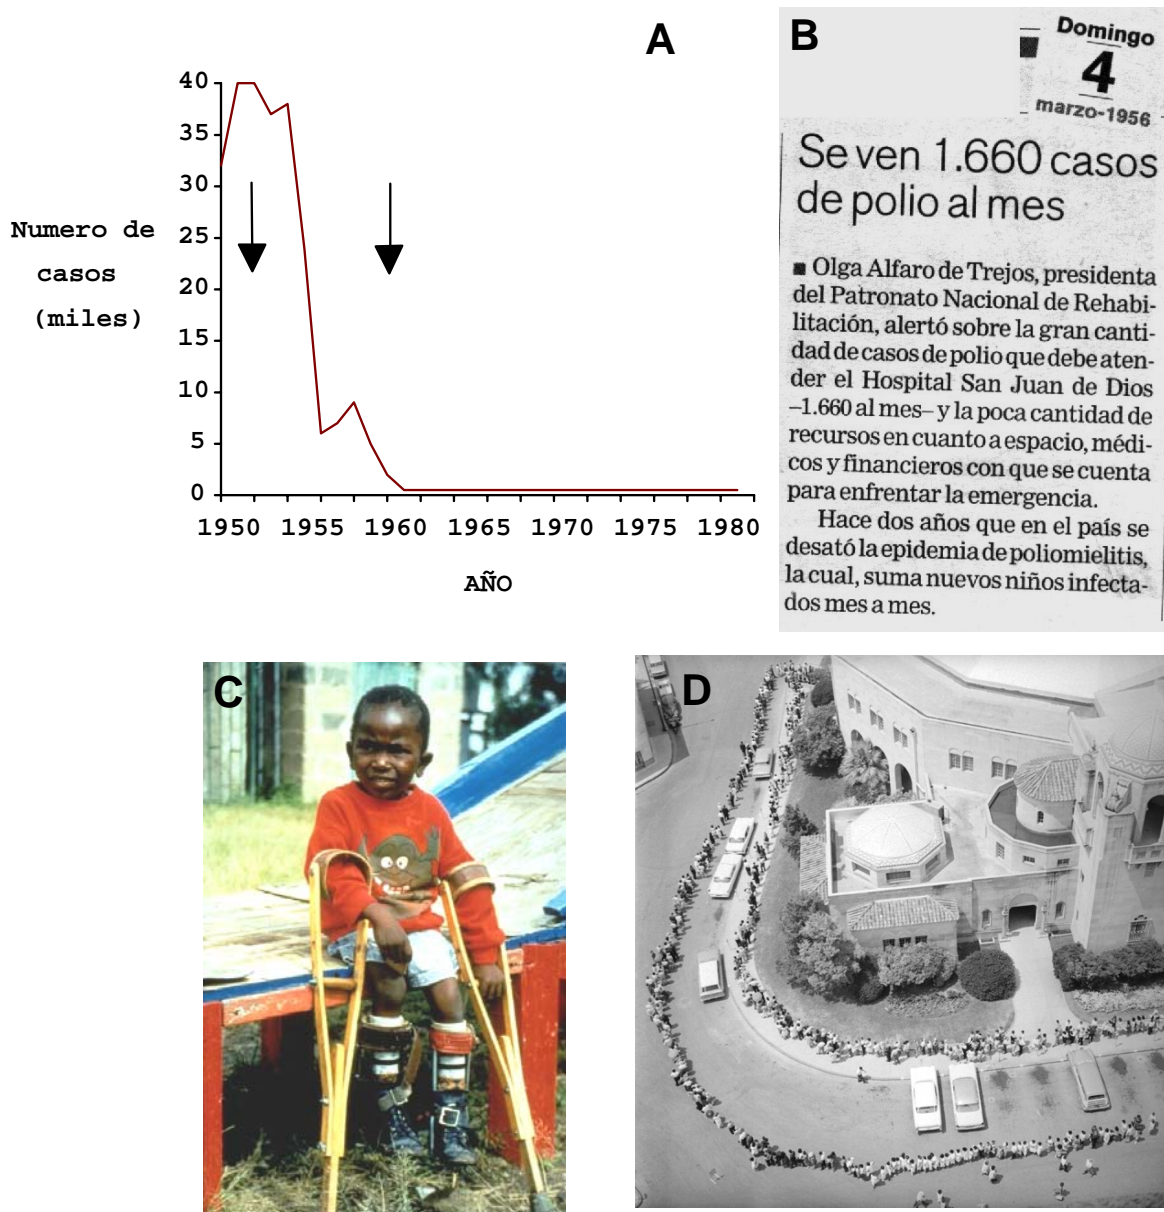 A
40
35
30
25
20
15
10
5
0
Numero de
casos
(miles)
1950 1955 1960 1965 1970 1975 1980
AÑO
B
Domingo
4
marzo-1956
Se ven 1.660 casos
de polio al mes
■ Olga Alfaro de Trejos, presidenta
del Patronato Nacional de Rehabi-
litación, alertó sobre la gran canti-
dad de casos de polio que debe aten-
der el Hospital San Juan de Dios
–1.660 al mes– y la poca cantidad de
recursos en cuanto a espacio, médi-
cos y financieros con que se cuenta
para enfrentar la emergencia.
Hace dos años que en el país se
desató la epidemia de poliomielitis,
la cual, suma nuevos niños infecta-
dos mes a mes.
C
D